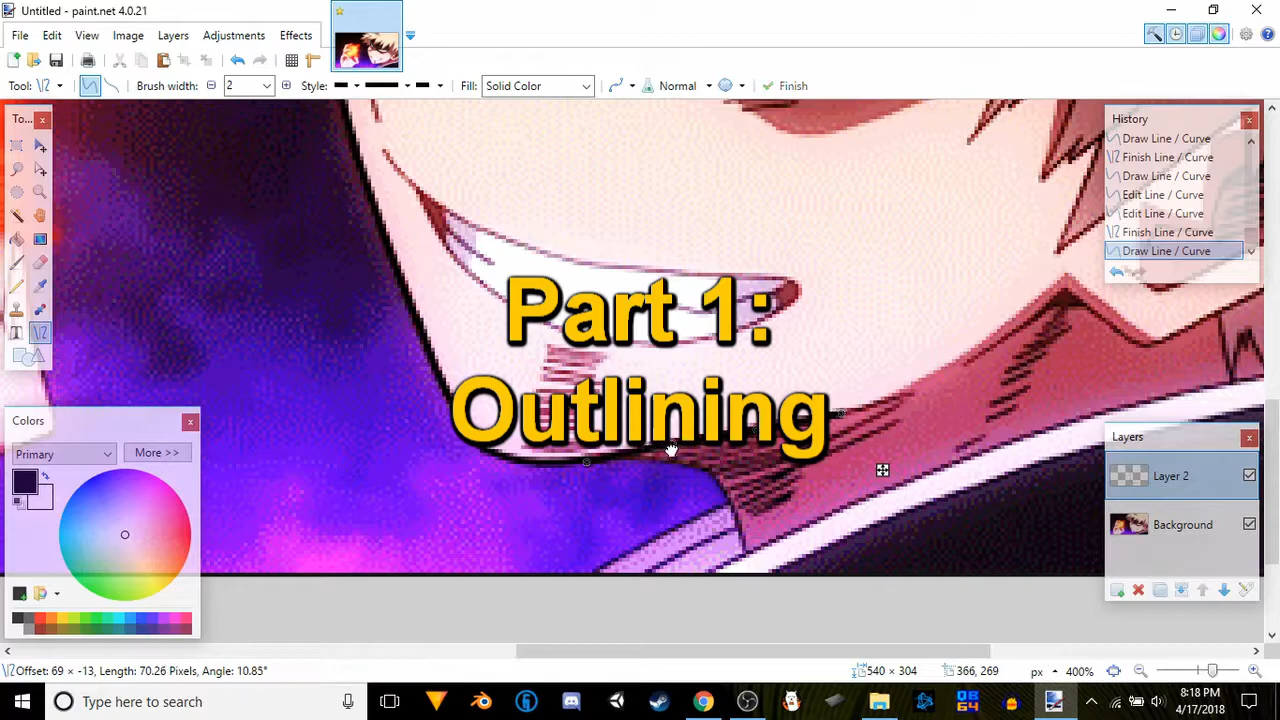 Untitled - paint.net 4.0.21
File Edit View Image Layers Adjustments Effects
Tool: Brush width: 2 Style: Fill: Solid Color Normal Finish
To...
History
Draw Line / Curve
Finish Line / Curve
Draw Line / Curve
Edit Line / Curve
Edit Line / Curve
Finish Line / Curve
Draw Line / Curve
Part 1:
Outlining
Colors
Primary More >>
Layers
Layer 2
Background
Offset: 69 × -13, Length: 70.26 Pixels, Angle: 10.85° 540 × 304 366, 269 px 400%
Type here to search
8:18 PM
4/17/2018